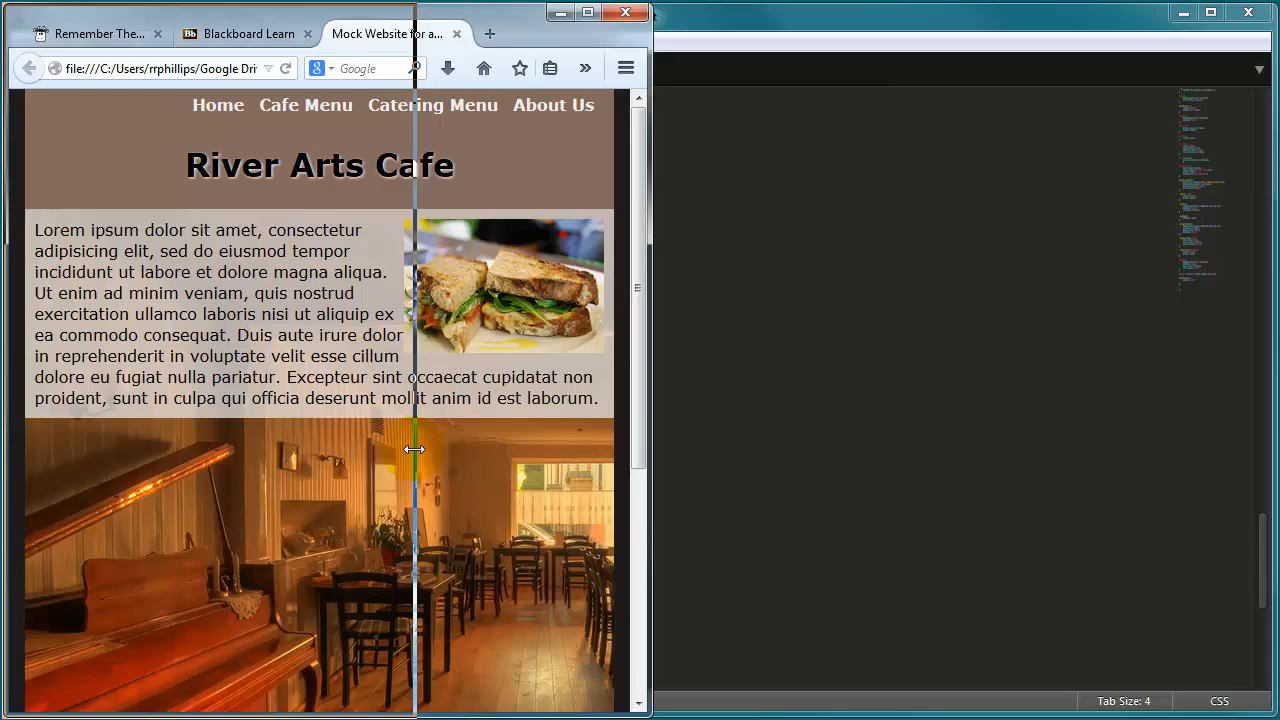 Remember The...
Blackboard Learn
Mock Website for a...
file:///C:/Users/rrphillips/Google Dri
Google
Home Cafe Menu Catering Menu About Us
River Arts Cafe
Lorem ipsum dolor sit amet, consectetur
adipisicing elit, sed do eiusmod tempor
incididunt ut labore et dolore magna aliqua.
Ut enim ad minim veniam, quis nostrud
exercitation ullamco laboris nisi ut aliquip ex
ea commodo consequat. Duis aute irure dolor
in reprehenderit in voluptate velit esse cillum
dolore eu fugiat nulla pariatur. Excepteur sint occaecat cupidatat non
proident, sunt in culpa qui officia deserunt mollit anim id est laborum.
Tab Size: 4
CSS